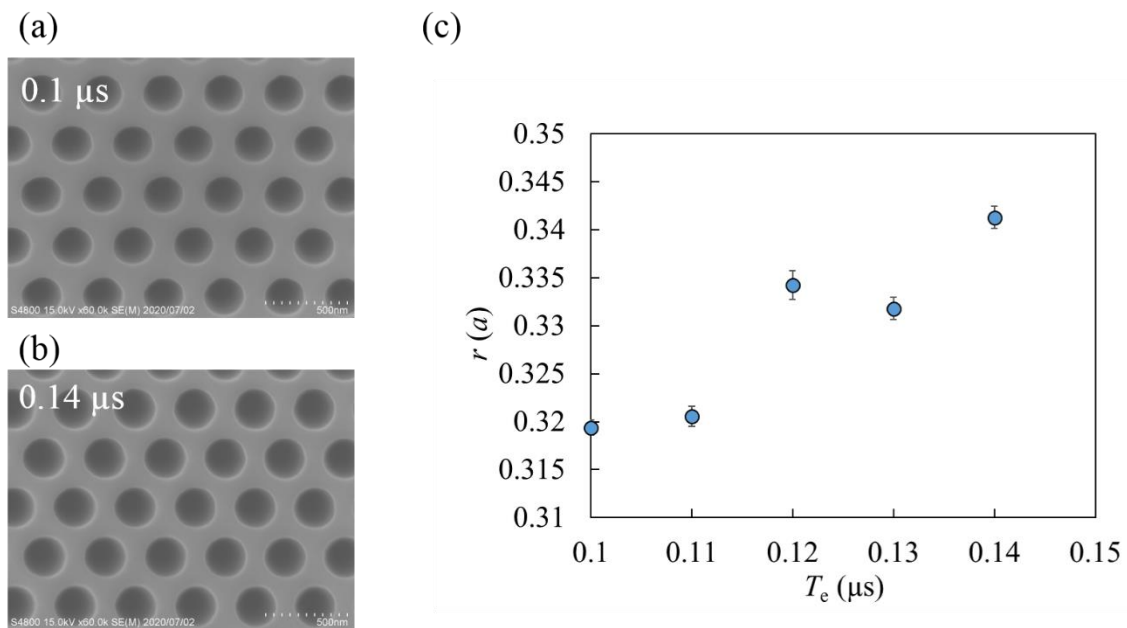 (a)
0.1 μs
S4800 15.0kV x60.0k SE(M) 2020/07/02
500nm
(b)
0.14 μs
S4800 15.0kV x60.0k SE(M) 2020/07/02
500nm
(c)
0.35
0.345
0.34
0.335
0.33
0.325
0.32
0.315
0.31
r (a)
0.1 0.11 0.12 0.13 0.14 0.15
Te (μs)